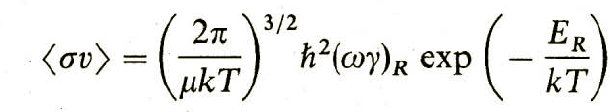 ⟨σv⟩ = (2π/μkT)^{3/2} ħ²(ωγ)_R exp (− E_R/kT)